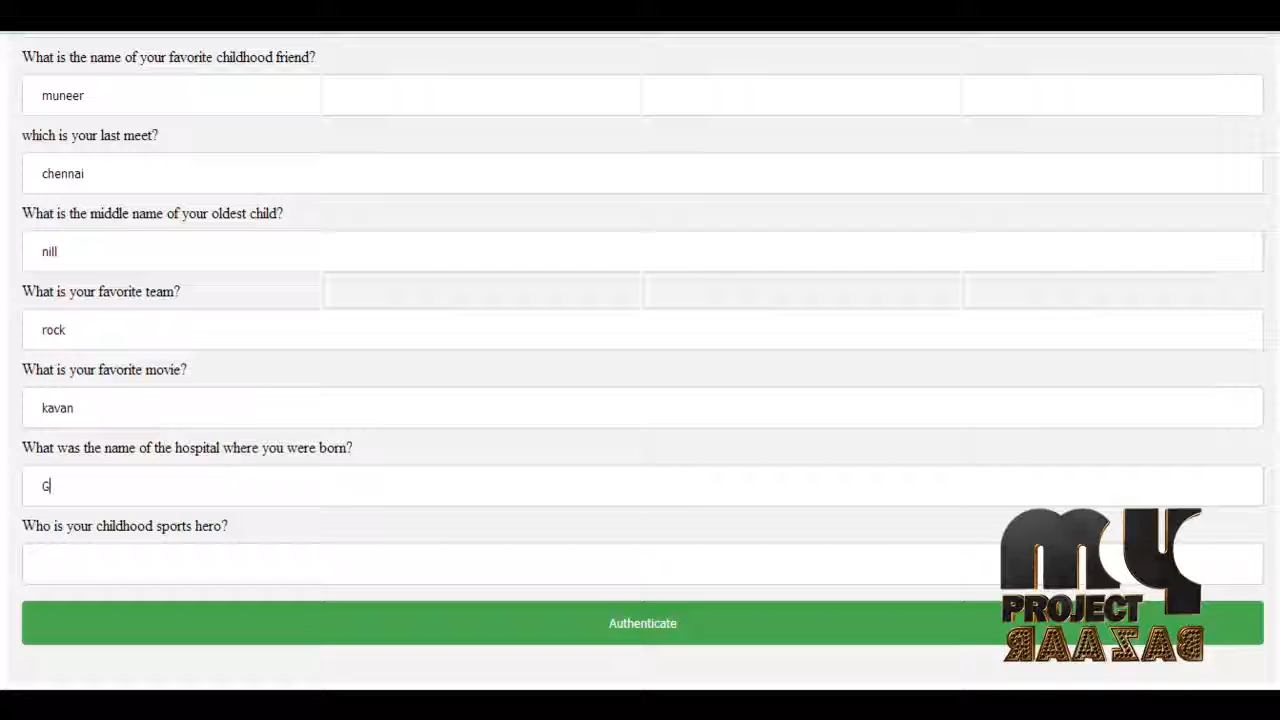 What is the name of your favorite childhood friend?
muneer
which is your last meet?
chennai
What is the middle name of your oldest child?
nill
What is your favorite team?
rock
What is your favorite movie?
kavan
What was the name of the hospital where you were born?
G
Who is your childhood sports hero?
Authenticate
my
PROJECT
BAZAAR